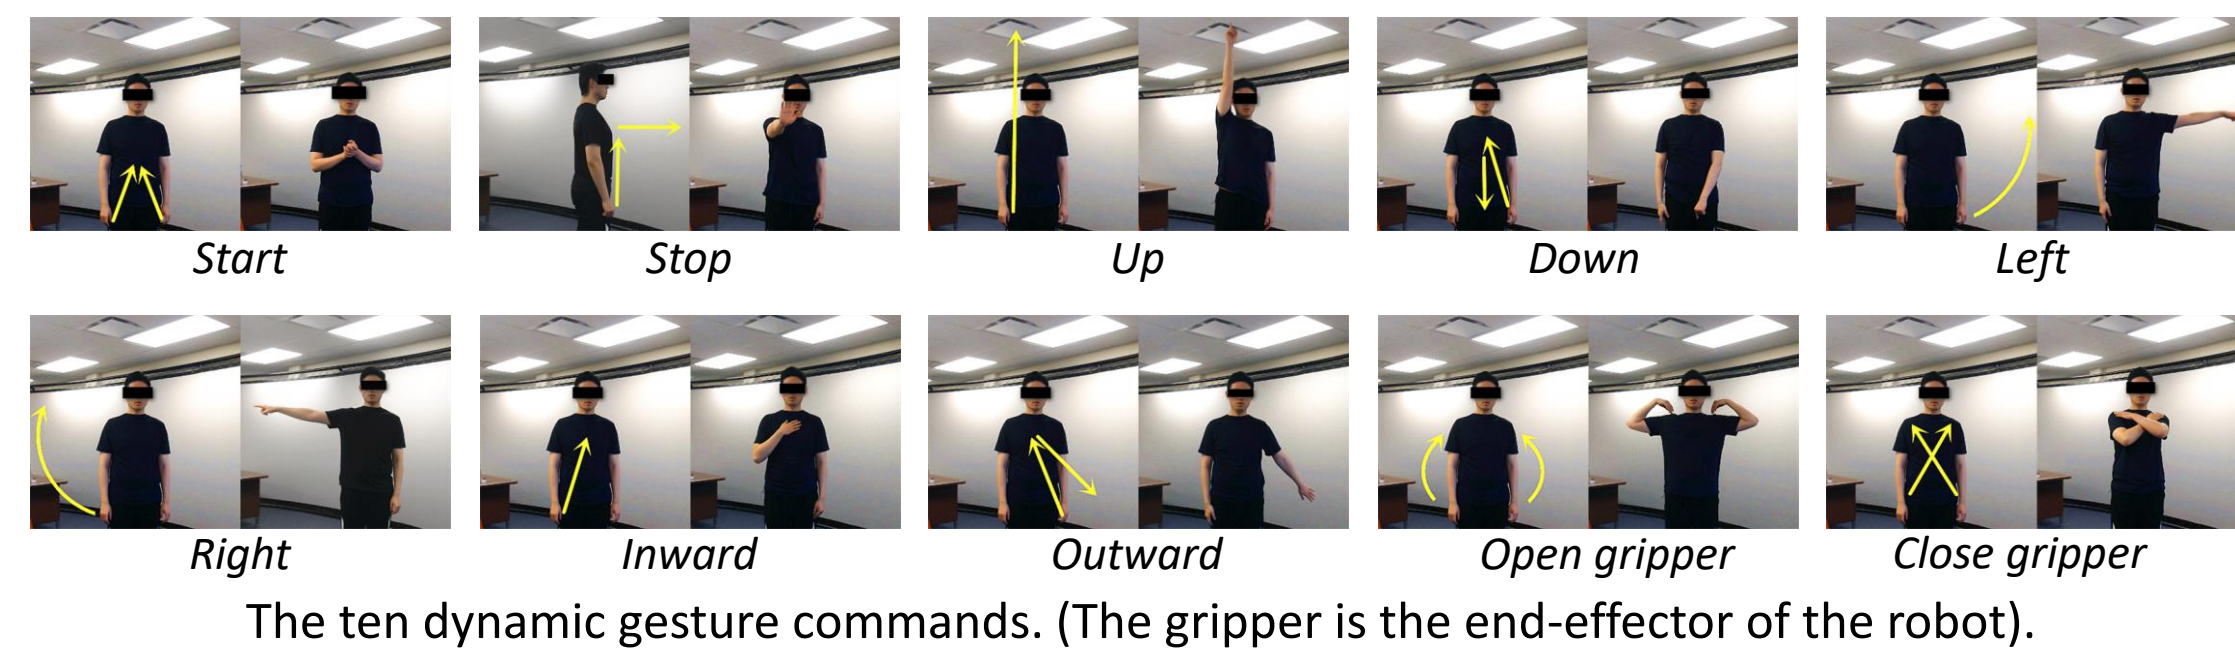 Start
Stop
Up
Down
Left
Right
Inward
Outward
Open gripper
Close gripper
The ten dynamic gesture commands. (The gripper is the end-effector of the robot).